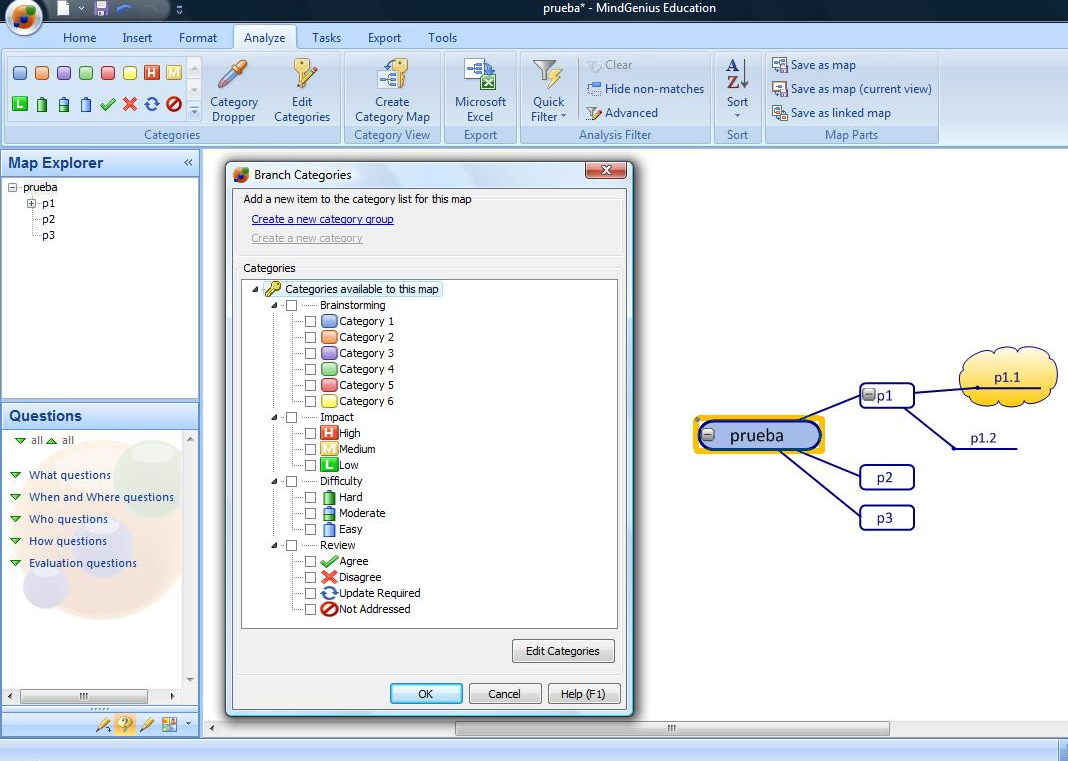 prueba* - MindGenius Education
Home Insert Format Analyze Tasks Export Tools
H M
L
Category Dropper
Edit Categories
Categories
Create Category Map
Category View
Microsoft Excel
Export
Quick Filter
Clear
Hide non-matches
Advanced
Analysis Filter
A
Z
Sort
Sort
Save as map
Save as map (current view)
Save as linked map
Map Parts
Map Explorer «
prueba
p1
p2
p3
Questions
all all
What questions
When and Where questions
Who questions
How questions
Evaluation questions
Branch Categories
Add a new item to the category list for this map
Create a new category group
Create a new category
Categories
Categories available to this map
Brainstorming
Category 1
Category 2
Category 3
Category 4
Category 5
Category 6
Impact
H High
M Medium
L Low
Difficulty
Hard
Moderate
Easy
Review
Agree
Disagree
Update Required
Not Addressed
Edit Categories
OK Cancel Help (F1)
prueba
p1
p1.1
p1.2
p2
p3